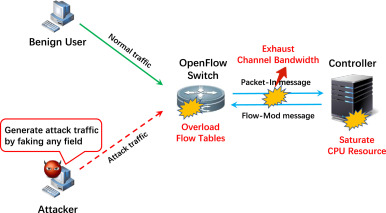 Benign User
Normal traffic
OpenFlow
Switch
Exhaust
Channel Bandwidth
Controller
Packet-In message
Flow-Mod message
Overload
Flow Tables
Saturate
CPU Resource
Generate attack traffic
by faking any field
Attack traffic
Attacker